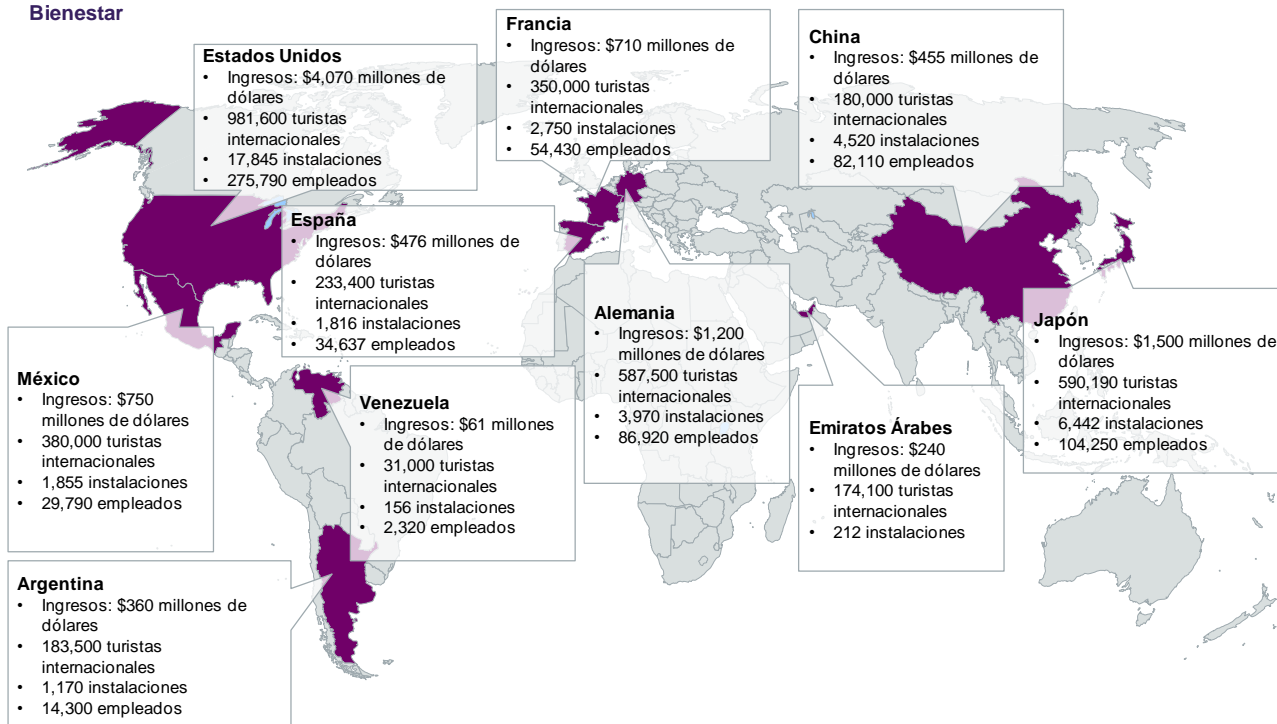 Bienestar
Estados Unidos
• Ingresos: $4,070 millones de
dólares
• 981,600 turistas
internacionales
• 17,845 instalaciones
• 275,790 empleados
Francia
• Ingresos: $710 millones de
dólares
• 350,000 turistas
internacionales
• 2,750 instalaciones
• 54,430 empleados
China
• Ingresos: $455 millones de
dólares
• 180,000 turistas
internacionales
• 4,520 instalaciones
• 82,110 empleados
España
• Ingresos: $476 millones de
dólares
• 233,400 turistas
internacionales
• 1,816 instalaciones
• 34,637 empleados
Alemania
• Ingresos: $1,200
millones de dólares
• 587,500 turistas
internacionales
• 3,970 instalaciones
• 86,920 empleados
Japón
• Ingresos: $1,500 millones de
dólares
• 590,190 turistas
internacionales
• 6,442 instalaciones
• 104,250 empleados
México
• Ingresos: $750
millones de dólares
• 380,000 turistas
internacionales
• 1,855 instalaciones
• 29,790 empleados
Venezuela
• Ingresos: $61 millones
de dólares
• 31,000 turistas
internacionales
• 156 instalaciones
• 2,320 empleados
Emiratos Árabes
• Ingresos: $240
millones de dólares
• 174,100 turistas
internacionales
• 212 instalaciones
Argentina
• Ingresos: $360 millones de
dólares
• 183,500 turistas
internacionales
• 1,170 instalaciones
• 14,300 empleados